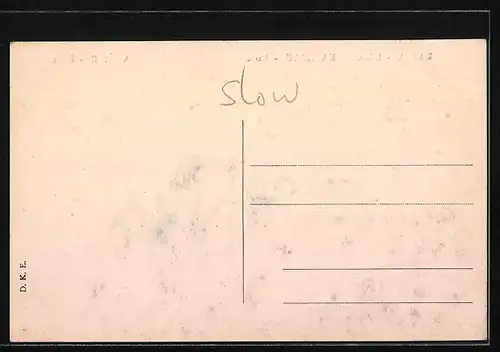 slow
D. K. E.